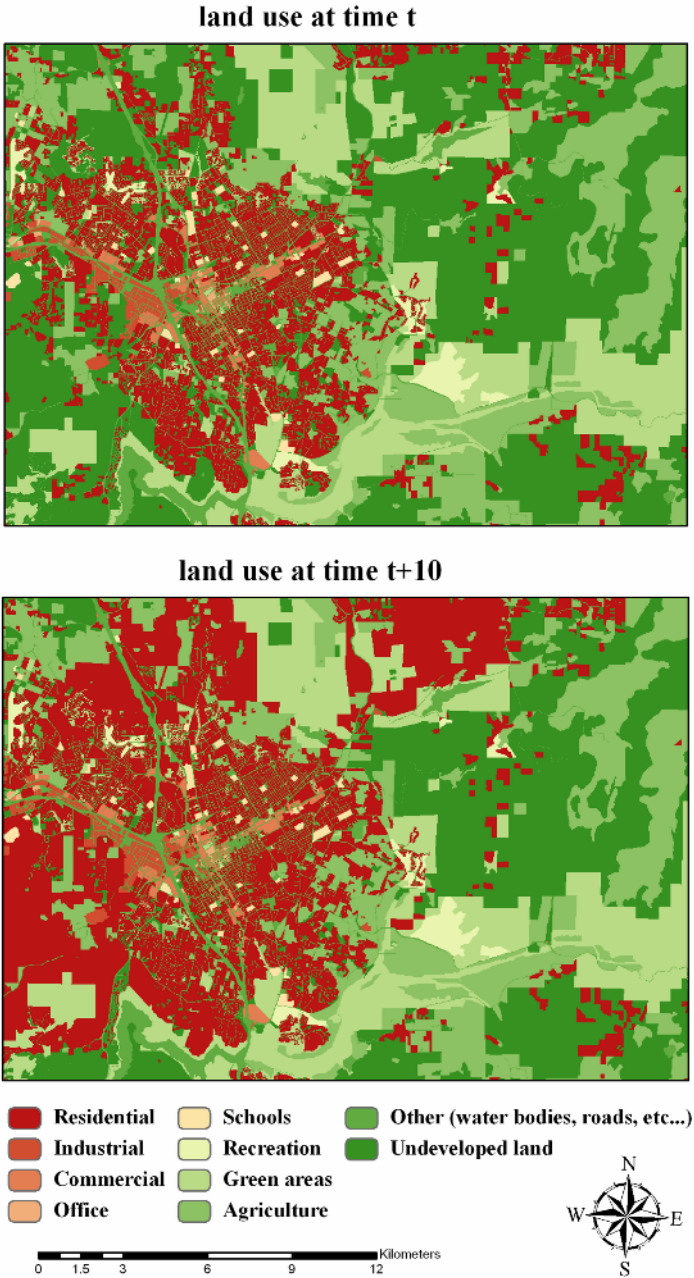 land use at time t
land use at time t+10
Residential
Schools
Other (water bodies, roads, etc...)
Industrial
Recreation
Undeveloped land
Commercial
Green areas
Office
Agriculture
N
W
E
S
Kilometers
0 1.5 3 6 9 12